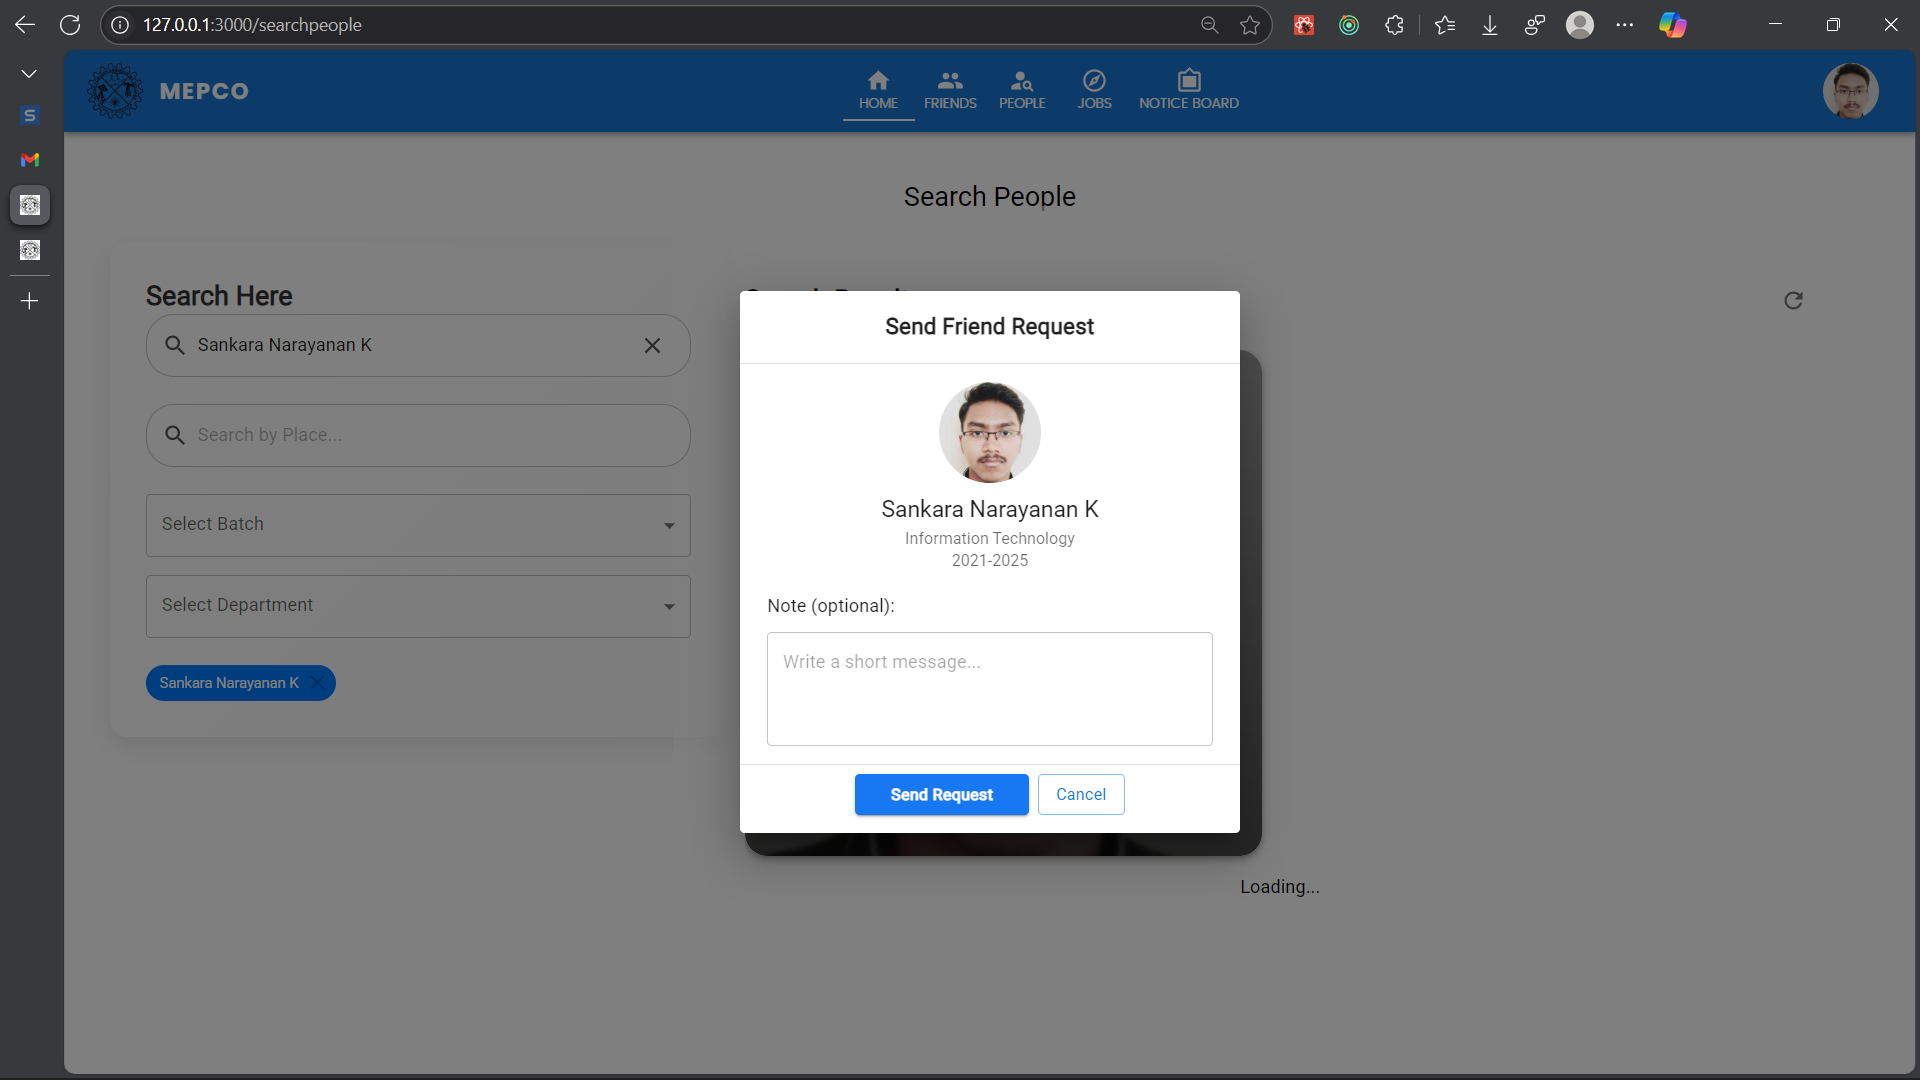 127.0.0.1:3000/searchpeople
S
MEPCO
HOME
FRIENDS
PEOPLE
JOBS
NOTICE BOARD
Search People
Search Here
Sankara Narayanan K
Search by Place...
Select Batch
Select Department
Sankara Narayanan K
Send Friend Request
Sankara Narayanan K
Information Technology
2021-2025
Note (optional):
Write a short message...
Send Request
Cancel
Loading...